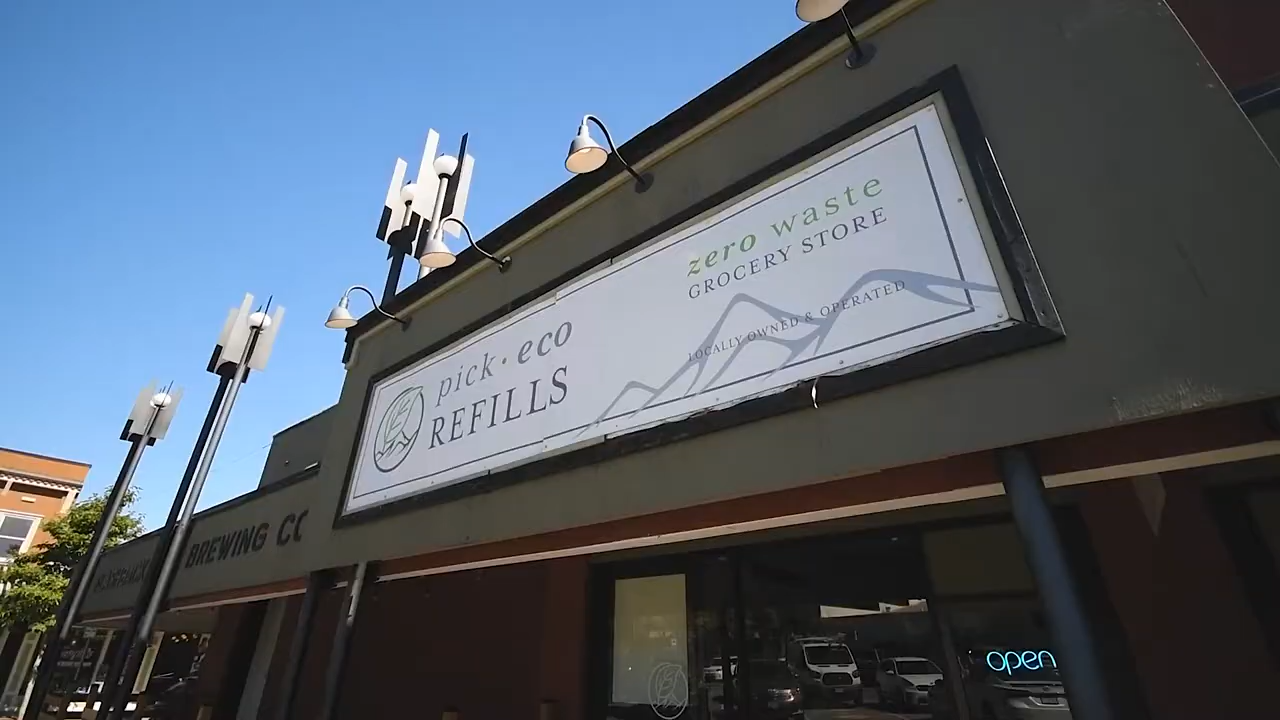 pick · eco
REFILLS
zero waste
GROCERY STORE
LOCALLY OWNED & OPERATED
BREWING CO
open